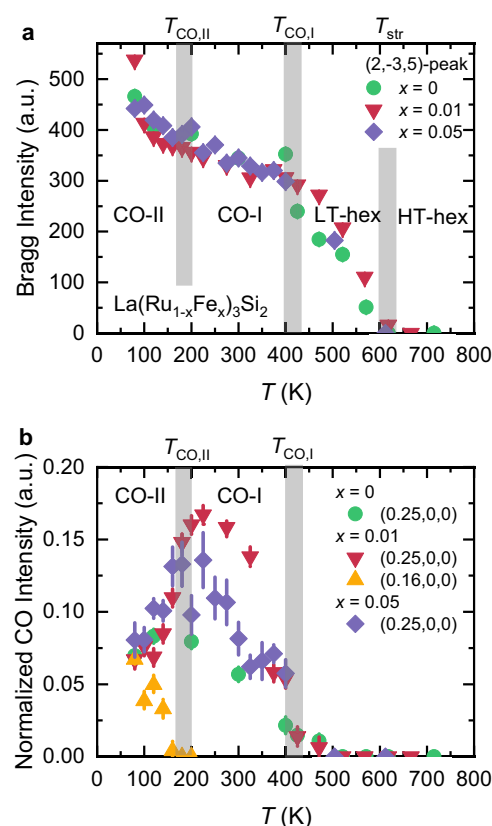 a
T_CO,II T_CO,I T_str
(2,-3,5)-peak
x = 0
x = 0.01
x = 0.05
Bragg Intensity (a.u.)
500
400
300
200
100
0
CO-II CO-I LT-hex HT-hex
La(Ru_1-xFe_x)_3Si_2
0 100 200 300 400 500 600 700 800
T (K)
b
T_CO,II T_CO,I
CO-II CO-I
x = 0
(0.25,0,0)
x = 0.01
(0.25,0,0)
(0.16,0,0)
x = 0.05
(0.25,0,0)
Normalized CO Intensity (a.u.)
0.20
0.15
0.10
0.05
0.00
0 100 200 300 400 500 600 700 800
T (K)